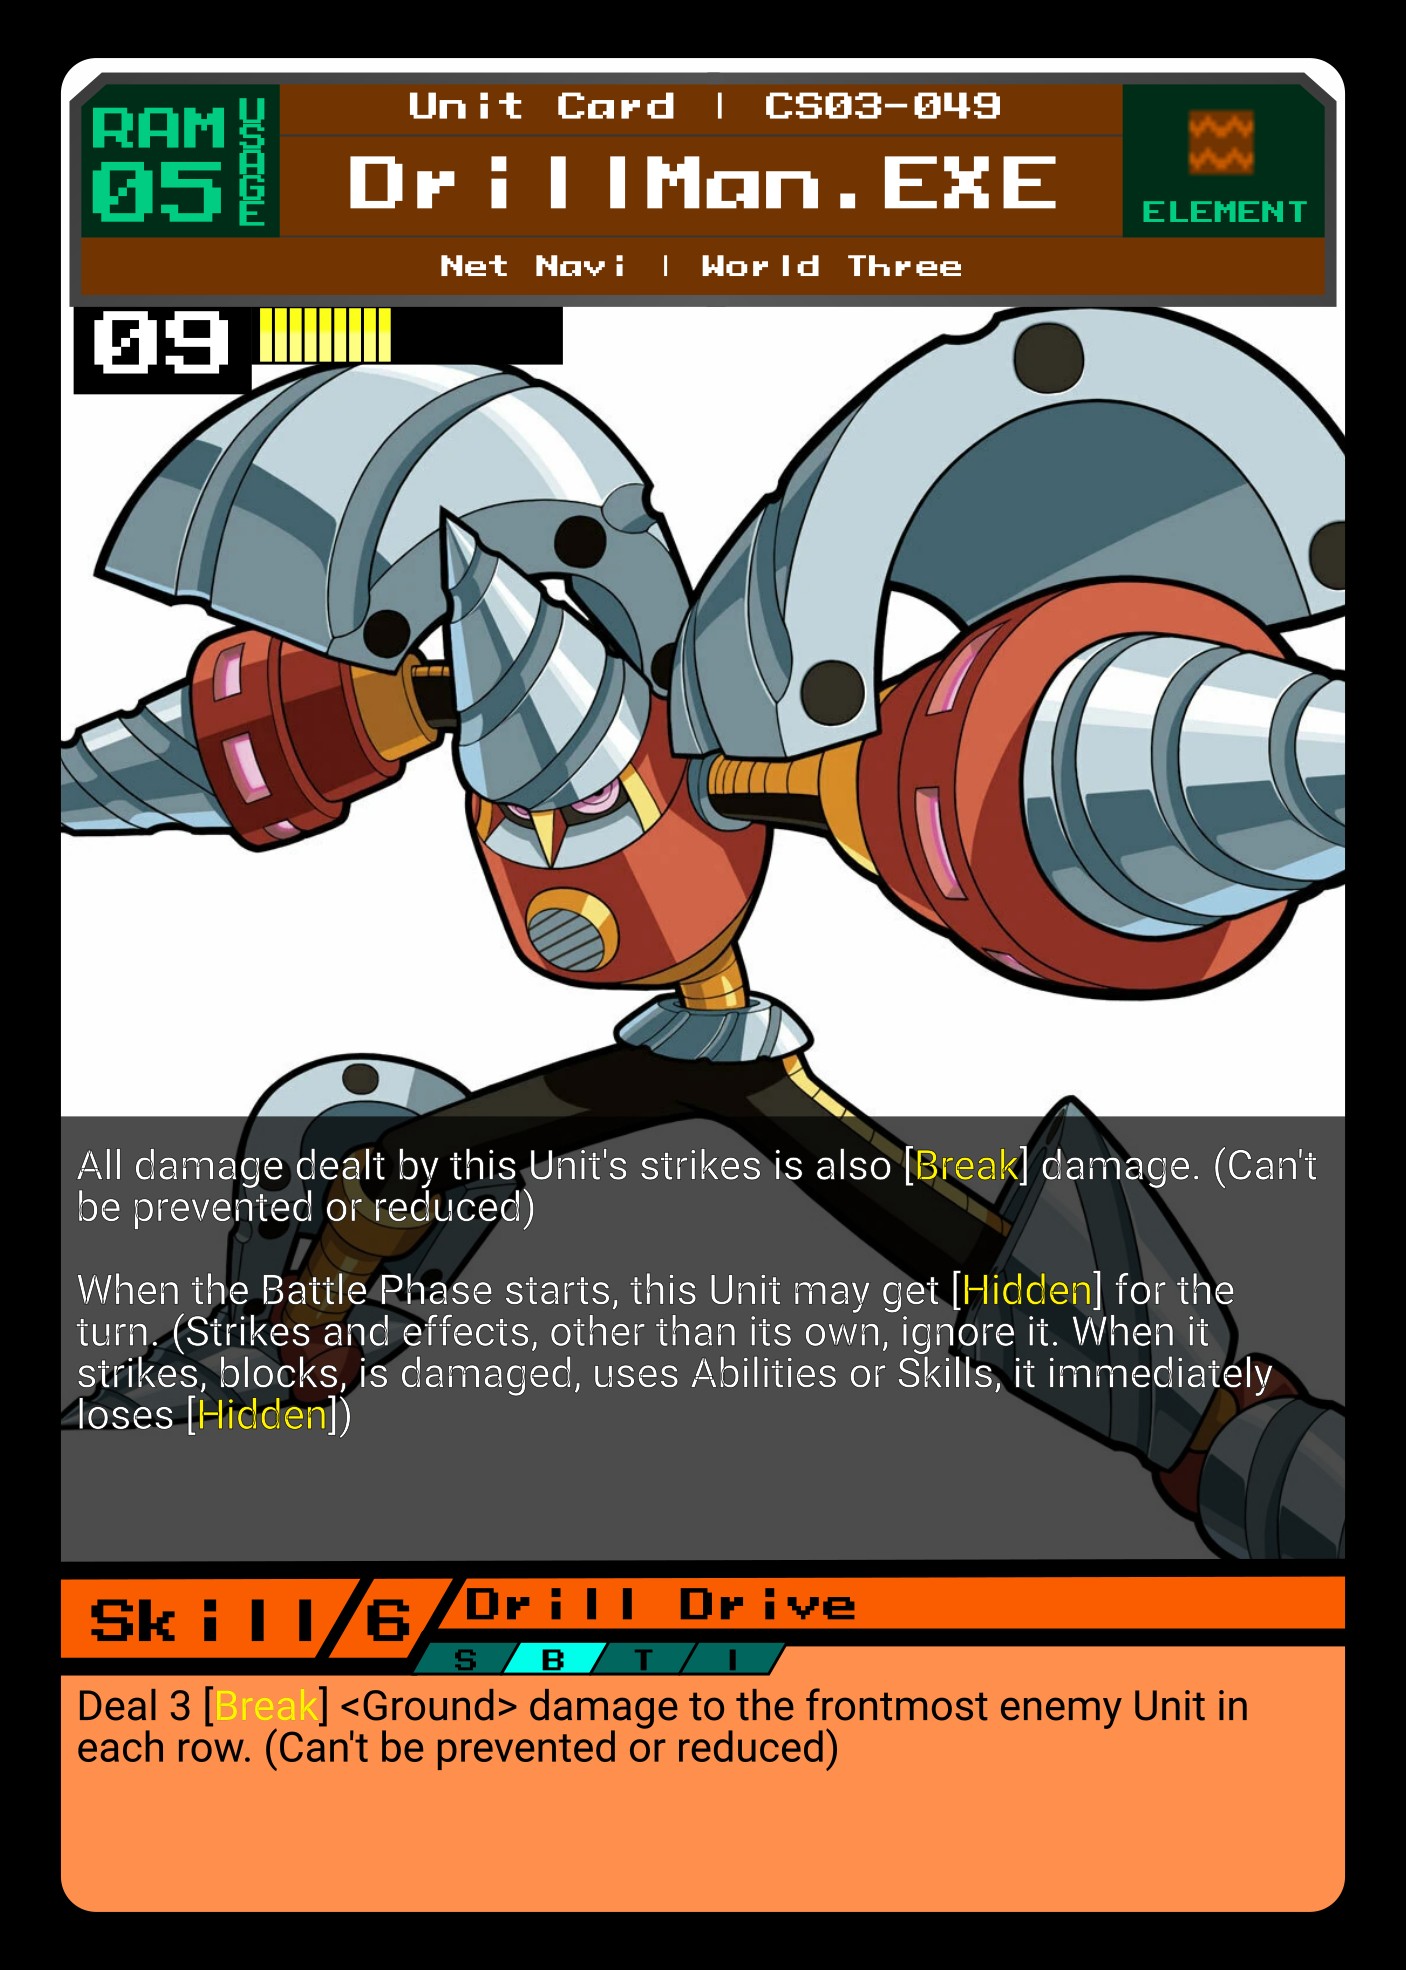 RAM
05
USAGE
Unit Card | CS03-049
DrillMan.EXE
ELEMENT
Net Navi | World Three
09
All damage dealt by this Unit's strikes is also [Break] damage. (Can't
be prevented or reduced)
When the Battle Phase starts, this Unit may get [Hidden] for the
turn. (Strikes and effects, other than its own, ignore it. When it
strikes, blocks, is damaged, uses Abilities or Skills, it immediately
loses [Hidden])
Skill/6/Drill Drive
S B T I
Deal 3 [Break] <Ground> damage to the frontmost enemy Unit in
each row. (Can't be prevented or reduced)